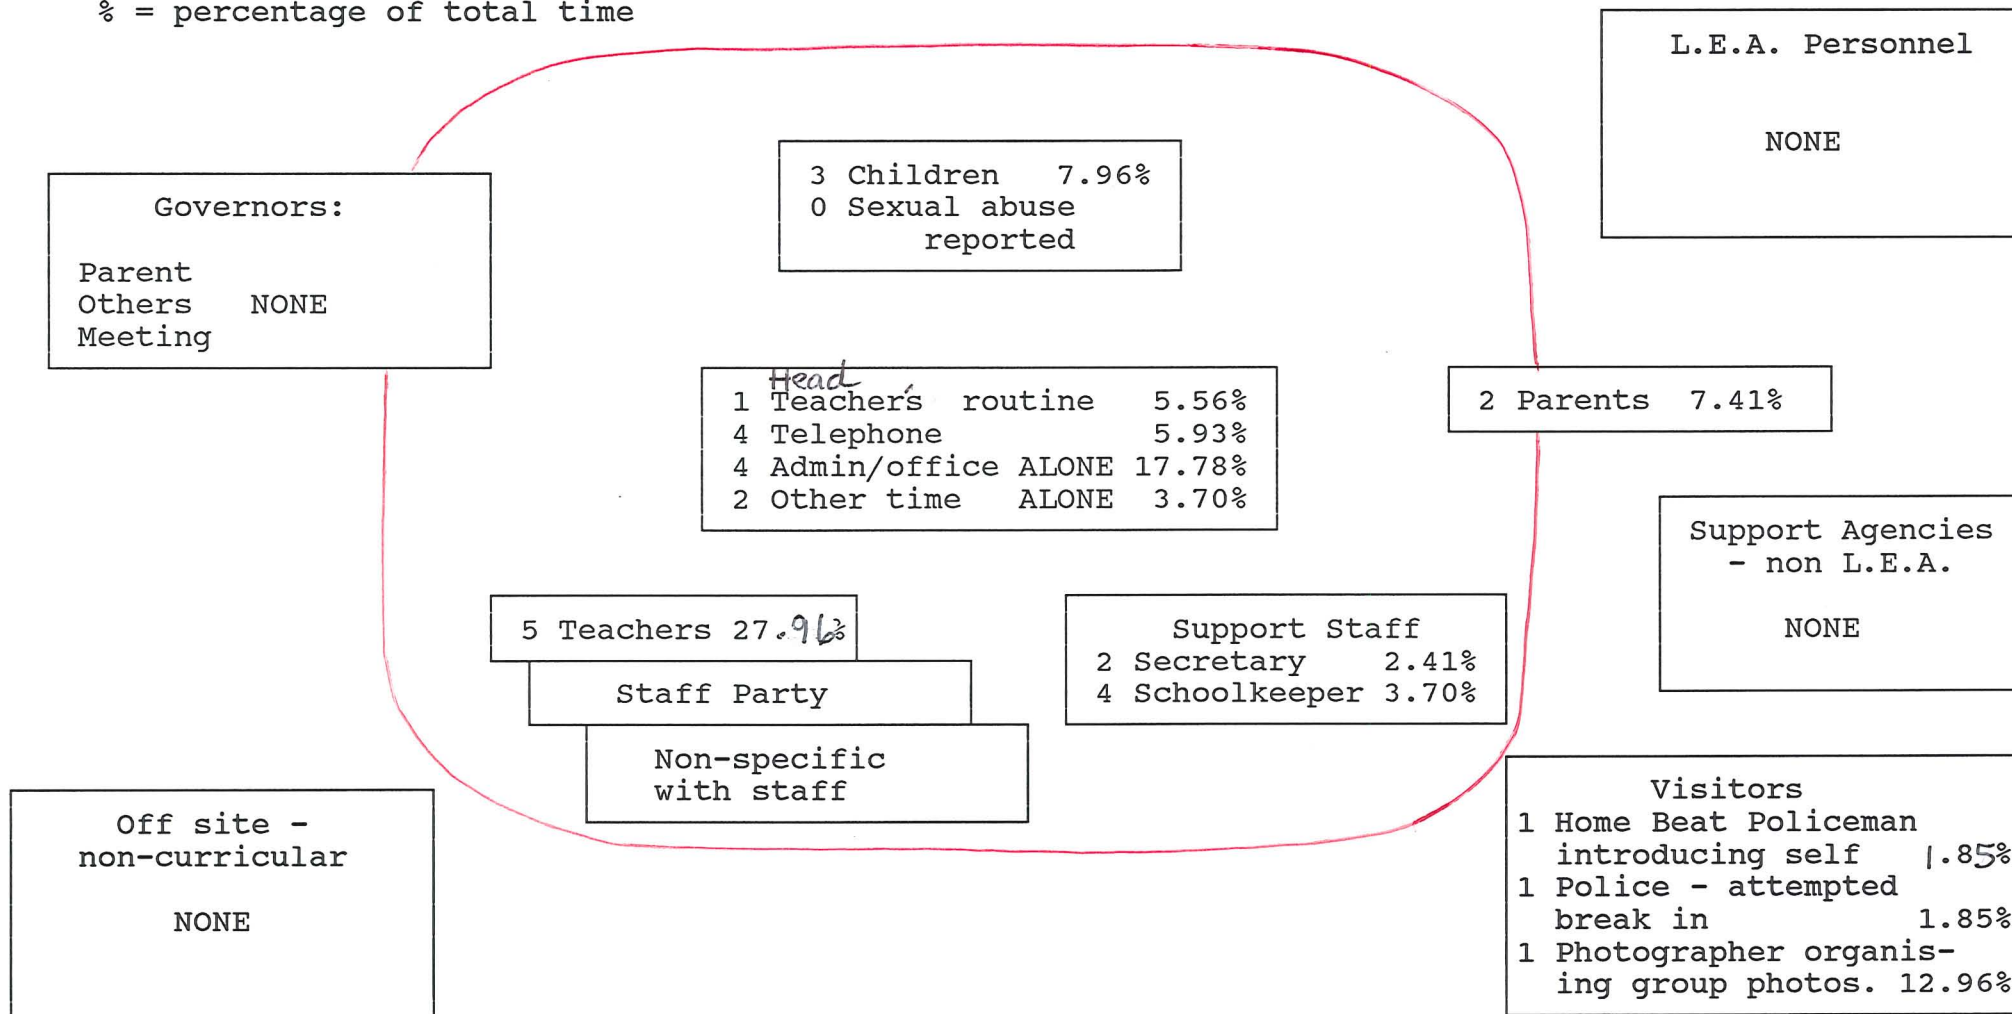 % = percentage of total time
L.E.A. Personnel
NONE
3 Children 7.96%
0 Sexual abuse
reported
Governors:
Parent
Others NONE
Meeting
Head
1 Teacher's routine 5.56%
4 Telephone 5.93%
4 Admin/office ALONE 17.78%
2 Other time ALONE 3.70%
2 Parents 7.41%
Support Agencies
- non L.E.A.
NONE
5 Teachers 27.96%
Staff Party
Non-specific
with staff
Support Staff
2 Secretary 2.41%
4 Schoolkeeper 3.70%
Off site -
non-curricular
NONE
Visitors
1 Home Beat Policeman
introducing self 1.85%
1 Police - attempted
break in 1.85%
1 Photographer organis-
ing group photos. 12.96%